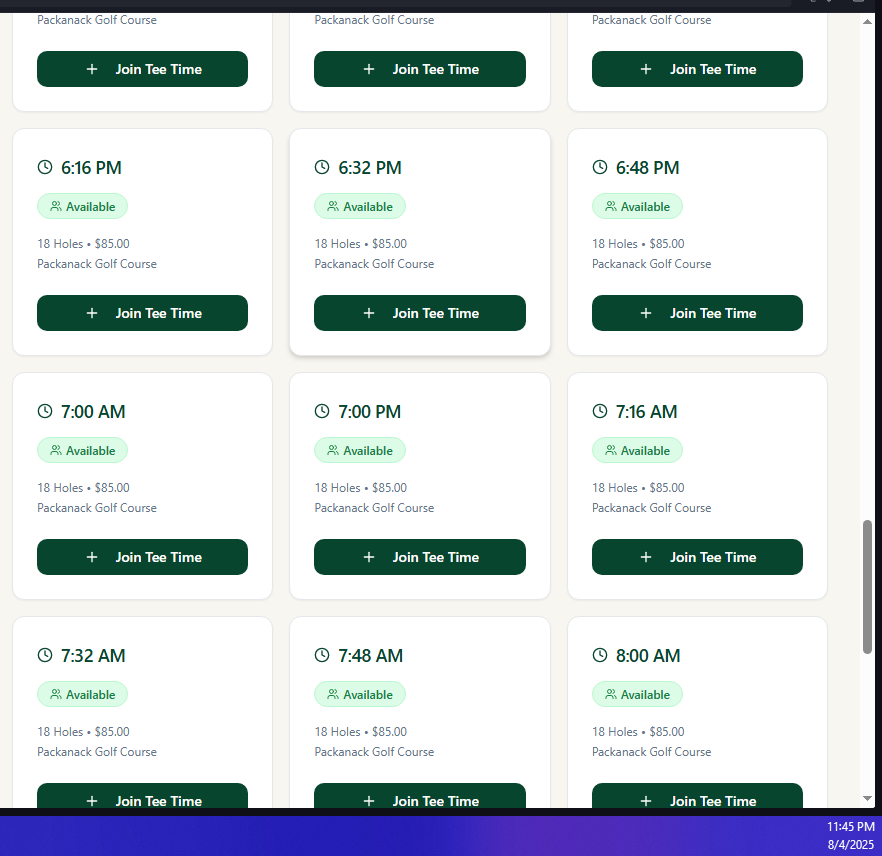 Packanack Golf Course
Packanack Golf Course
Packanack Golf Course
+ Join Tee Time
+ Join Tee Time
+ Join Tee Time
6:16 PM
6:32 PM
6:48 PM
Available
Available
Available
18 Holes • $85.00
18 Holes • $85.00
18 Holes • $85.00
Packanack Golf Course
Packanack Golf Course
Packanack Golf Course
+ Join Tee Time
+ Join Tee Time
+ Join Tee Time
7:00 AM
7:00 PM
7:16 AM
Available
Available
Available
18 Holes • $85.00
18 Holes • $85.00
18 Holes • $85.00
Packanack Golf Course
Packanack Golf Course
Packanack Golf Course
+ Join Tee Time
+ Join Tee Time
+ Join Tee Time
7:32 AM
7:48 AM
8:00 AM
Available
Available
Available
18 Holes • $85.00
18 Holes • $85.00
18 Holes • $85.00
Packanack Golf Course
Packanack Golf Course
Packanack Golf Course
+ Join Tee Time
+ Join Tee Time
+ Join Tee Time
11:45 PM
8/4/2025